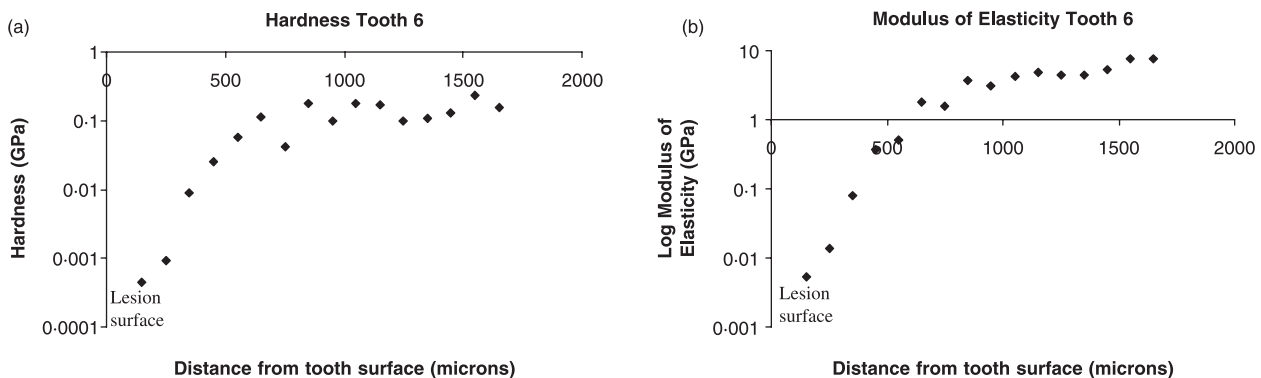 (a)
Hardness Tooth 6
1
0·1
0·01
0·001
0·0001
0
500
1000
1500
2000
Hardness (GPa)
Lesion
surface
Distance from tooth surface (microns)
(b)
Modulus of Elasticity Tooth 6
10
1
0·1
0·01
0·001
0
500
1000
1500
2000
Log Modulus of
Elasticity (GPa)
Lesion
surface
Distance from tooth surface (microns)